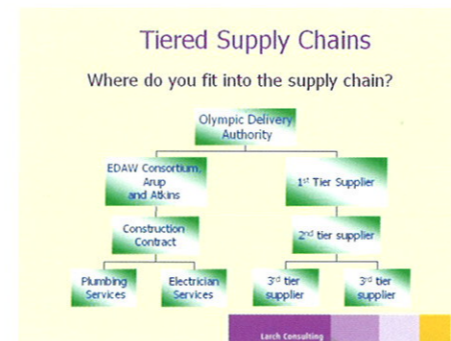 Tiered Supply Chains
Where do you fit into the supply chain?
Olympic Delivery
Authority
EDAW Consortium,
Arup
and Atkins
1st Tier Supplier
Construction
Contract
2nd tier supplier
Plumbing
Services
Electrician
Services
3rd tier
supplier
3rd tier
supplier
Larch Consulting